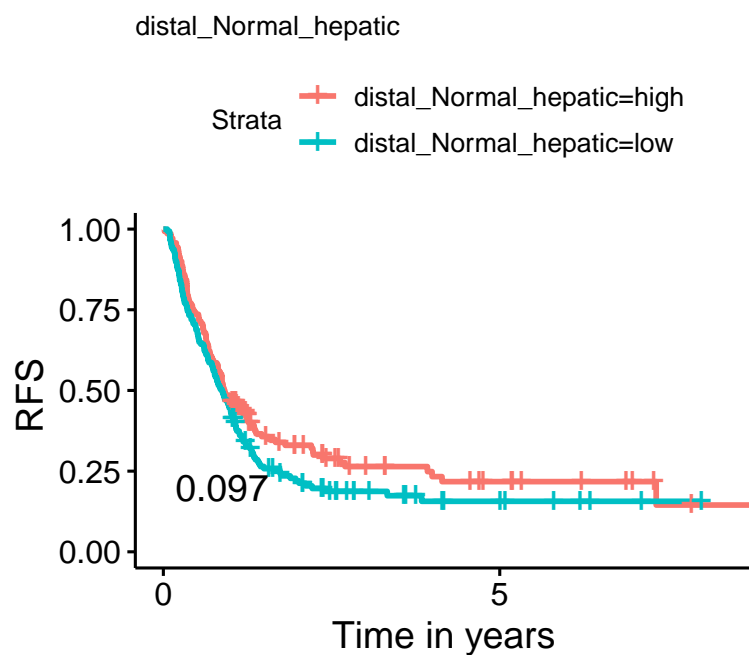 distal_Normal_hepatic
Strata
distal_Normal_hepatic=high
distal_Normal_hepatic=low
1.00
0.75
0.50
0.25
0.00
RFS
0.097
0
5
Time in years